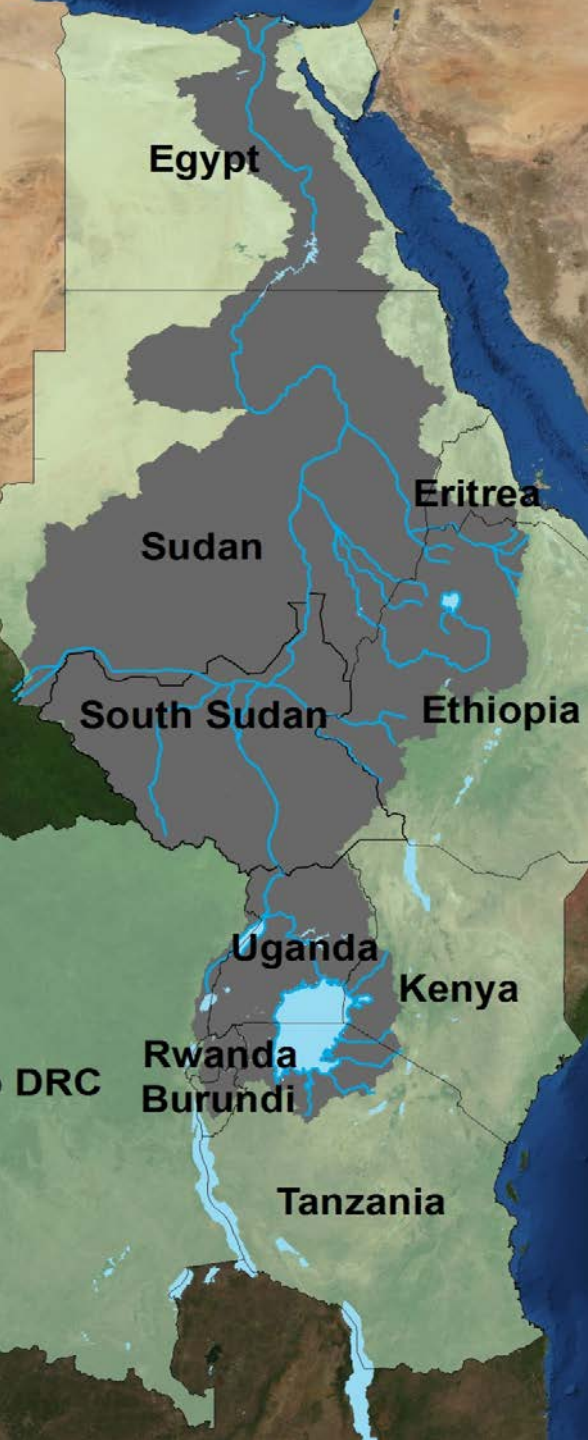 Egypt
Eritrea
Sudan
South Sudan
Ethiopia
Uganda
Kenya
Rwanda
DRC
Burundi
Tanzania